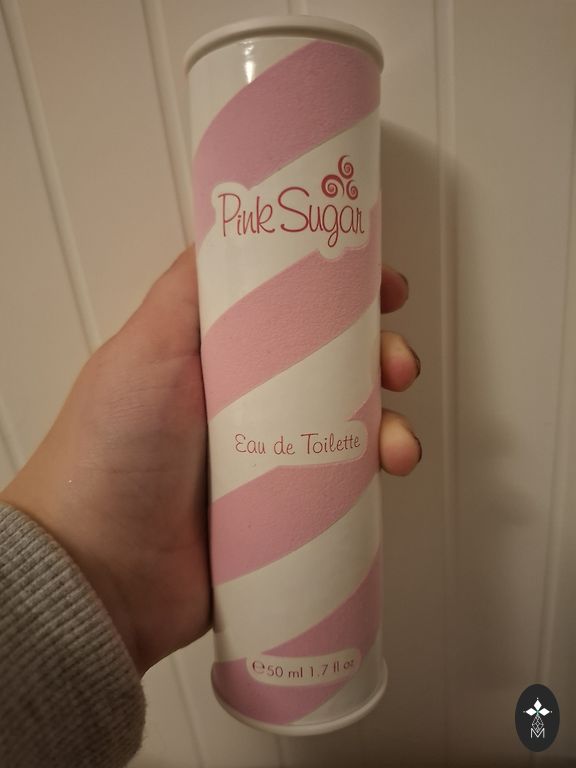 Pink Sugar
Eau de Toilette
℮50 ml 1.7 fl oz
M